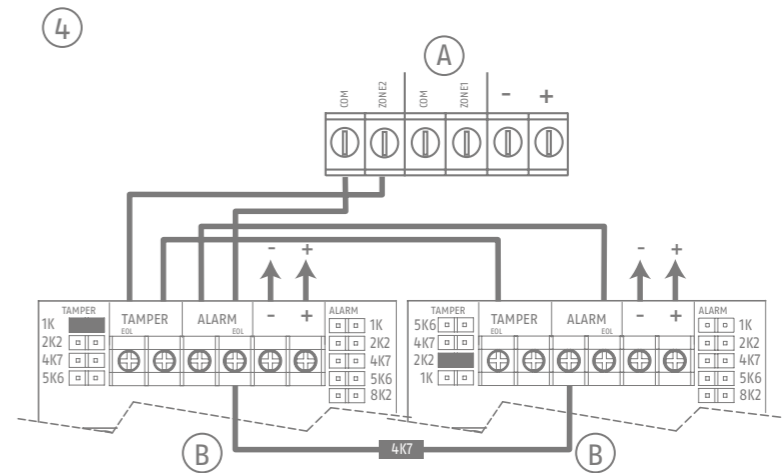 4
A
COM ZONE2 COM ZONE1 - +
- + - +
TAMPER TAMPER ALARM - + ALARM
EOL EOL
1K 1K
2K2 2K2
4K7 4K7
5K6 5K6
8K2
TAMPER TAMPER ALARM - + ALARM
EOL EOL
5K6 1K
4K7 2K2
2K2 4K7
1K 5K6
8K2
B 4K7 B